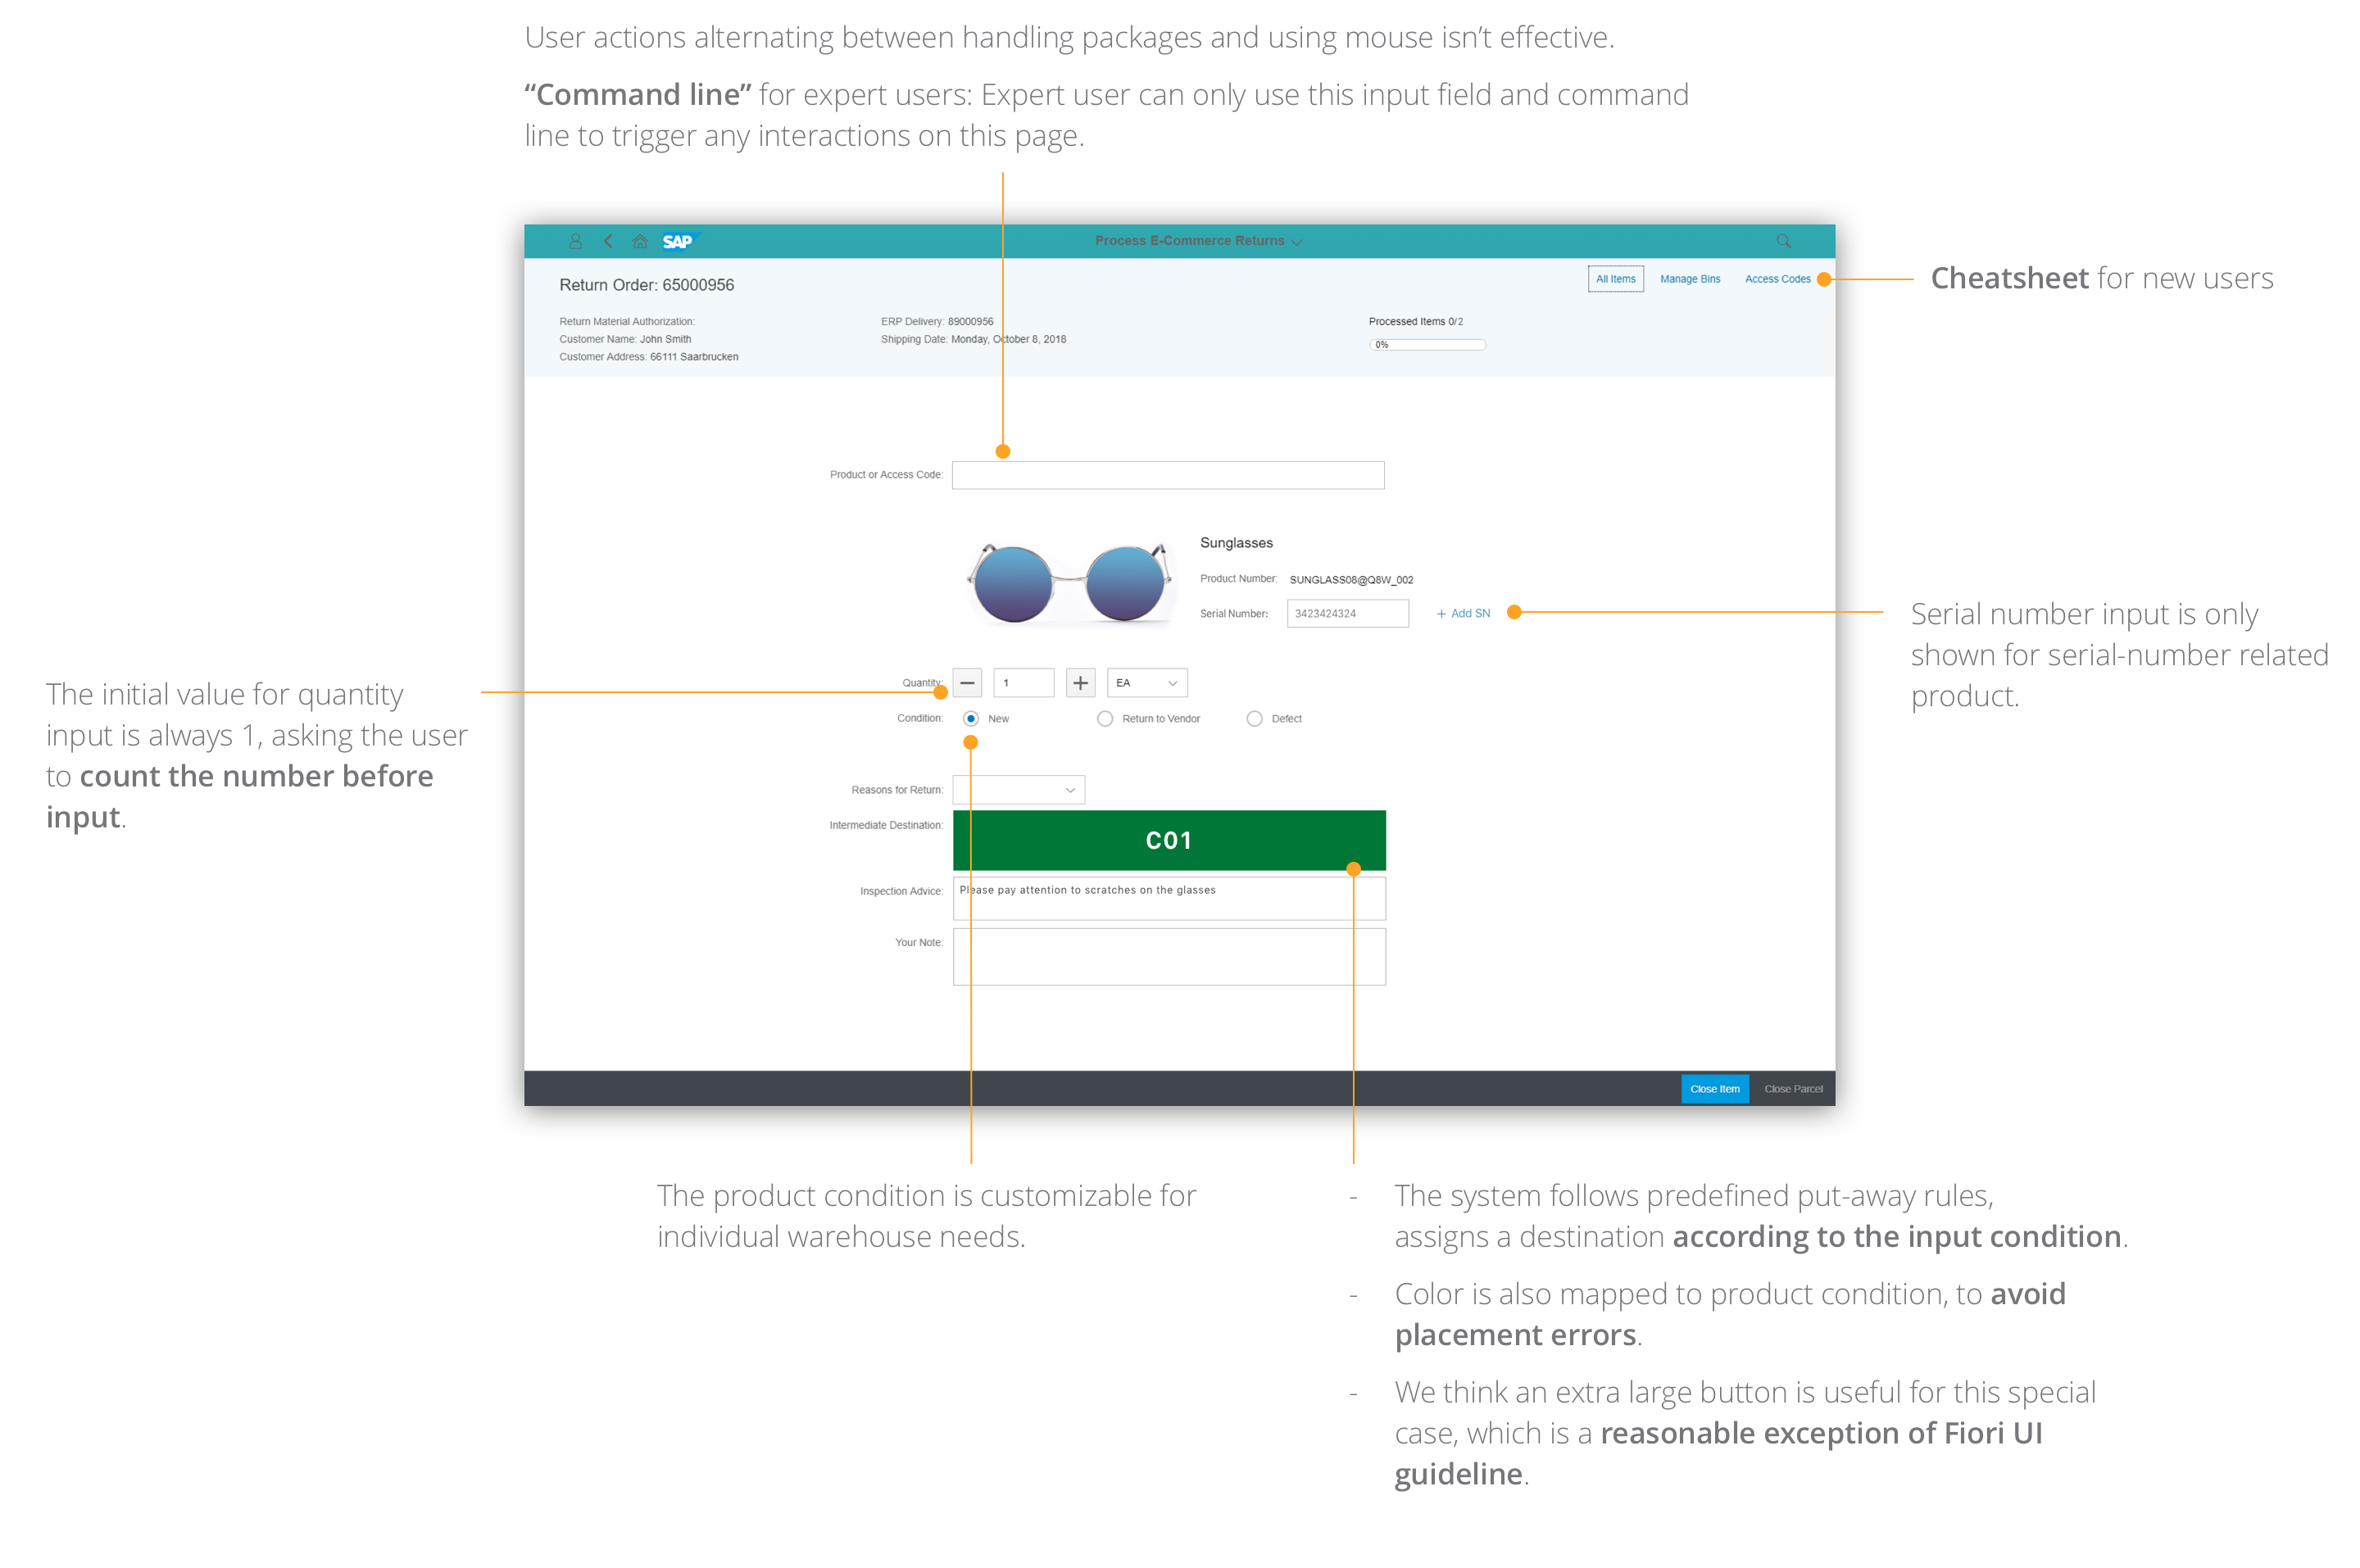 User actions alternating between handling packages and using mouse isn’t effective.
“Command line” for expert users: Expert user can only use this input field and command
line to trigger any interactions on this page.
SAP
Process E-Commerce Returns
Return Order: 65000956
All Items
Manage Bins
Access Codes
Cheatsheet for new users
Return Material Authorization:
Customer Name: John Smith
Customer Address: 66111 Saarbrucken
ERP Delivery: 89000956
Shipping Date: Monday, October 8, 2018
Processed Items 0/2
0%
Product or Access Code:
Sunglasses
Product Number: SUNGLASS08@Q8W_002
Serial Number: 3423424324
+ Add SN
Serial number input is only
shown for serial-number related
product.
The initial value for quantity
input is always 1, asking the user
to count the number before
input.
Quantity: 1 EA
Condition: New Return to Vendor Defect
Reasons for Return:
Intermediate Destination: C01
Inspection Advice: Please pay attention to scratches on the glasses
Your Note:
Close Item
Close Parcel
The product condition is customizable for
individual warehouse needs.
- The system follows predefined put-away rules,
assigns a destination according to the input condition.
- Color is also mapped to product condition, to avoid
placement errors.
- We think an extra large button is useful for this special
case, which is a reasonable exception of Fiori UI
guideline.